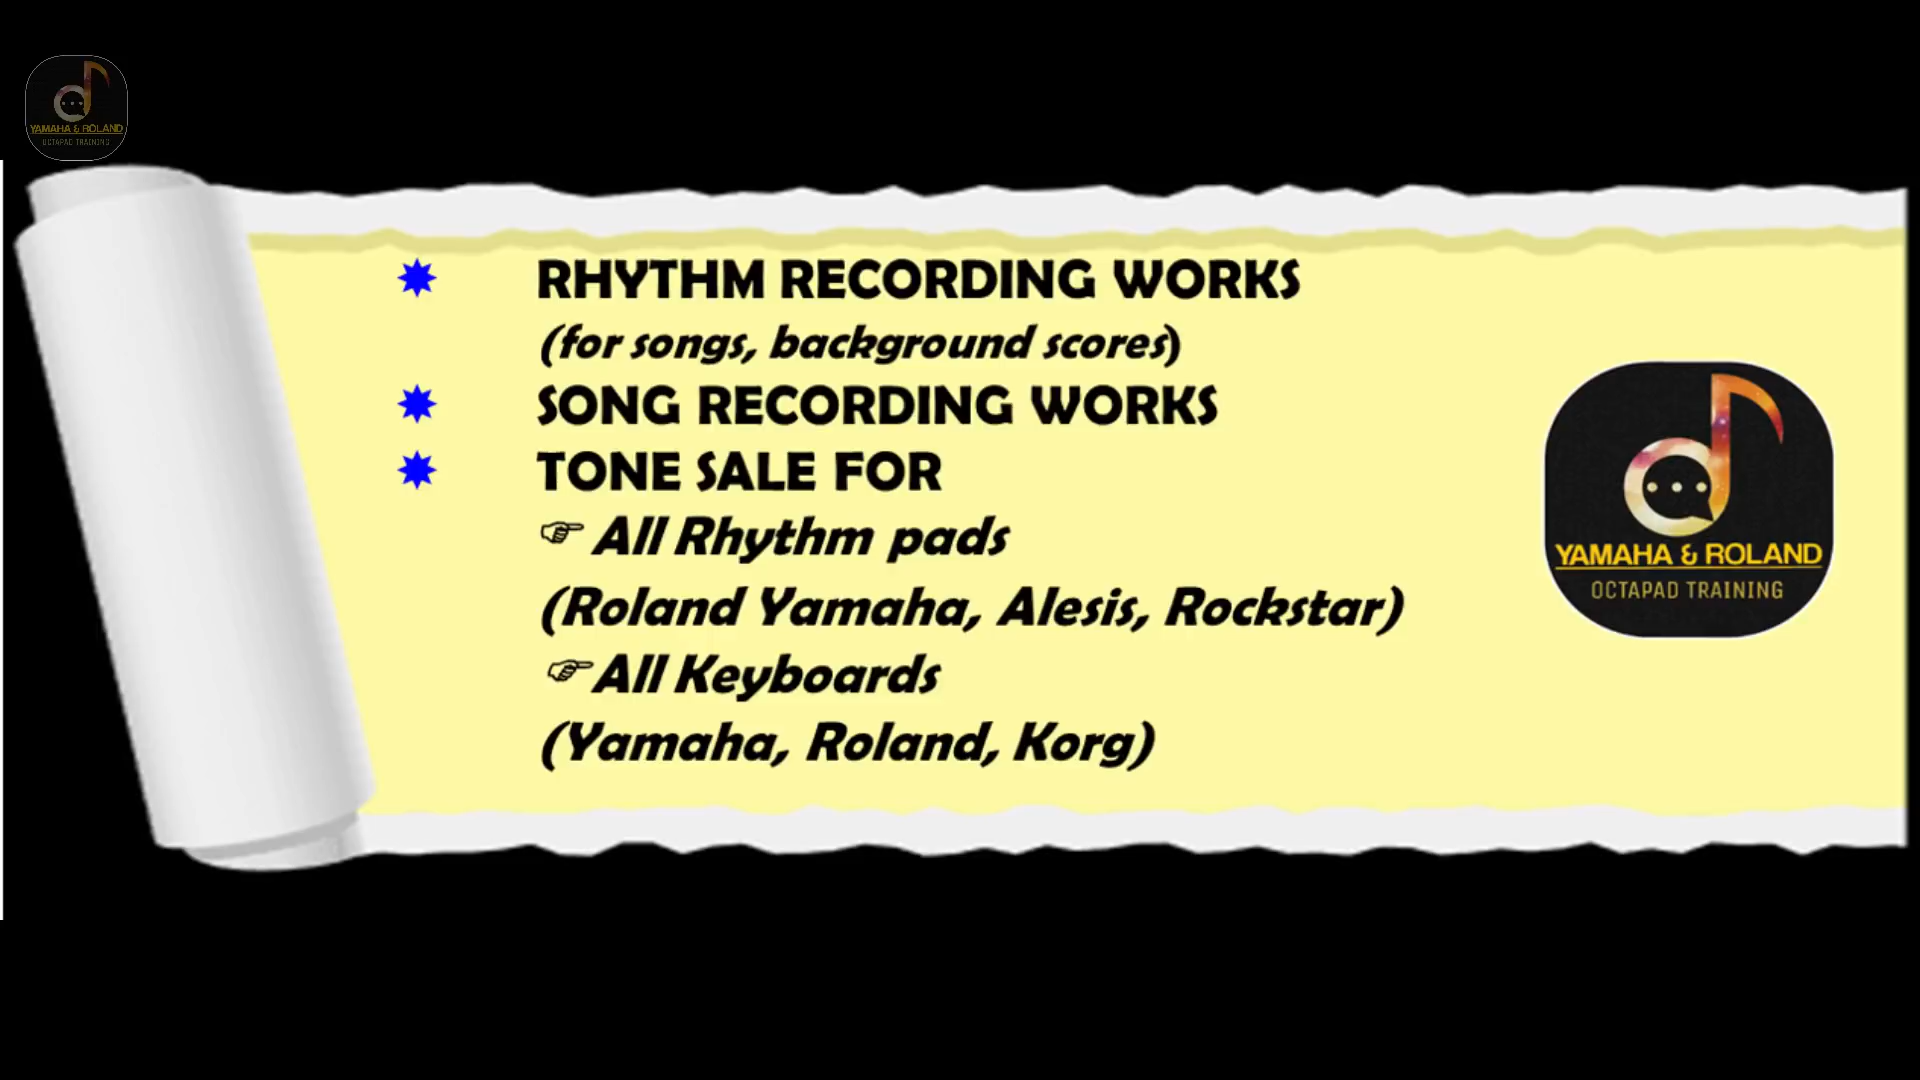 YAMAHA & ROLAND
OCTAPAD TRAINING
RHYTHM RECORDING WORKS
(for songs, background scores)
SONG RECORDING WORKS
TONE SALE FOR
All Rhythm pads
(Roland Yamaha, Alesis, Rockstar)
All Keyboards
(Yamaha, Roland, Korg)
YAMAHA & ROLAND
OCTAPAD TRAINING